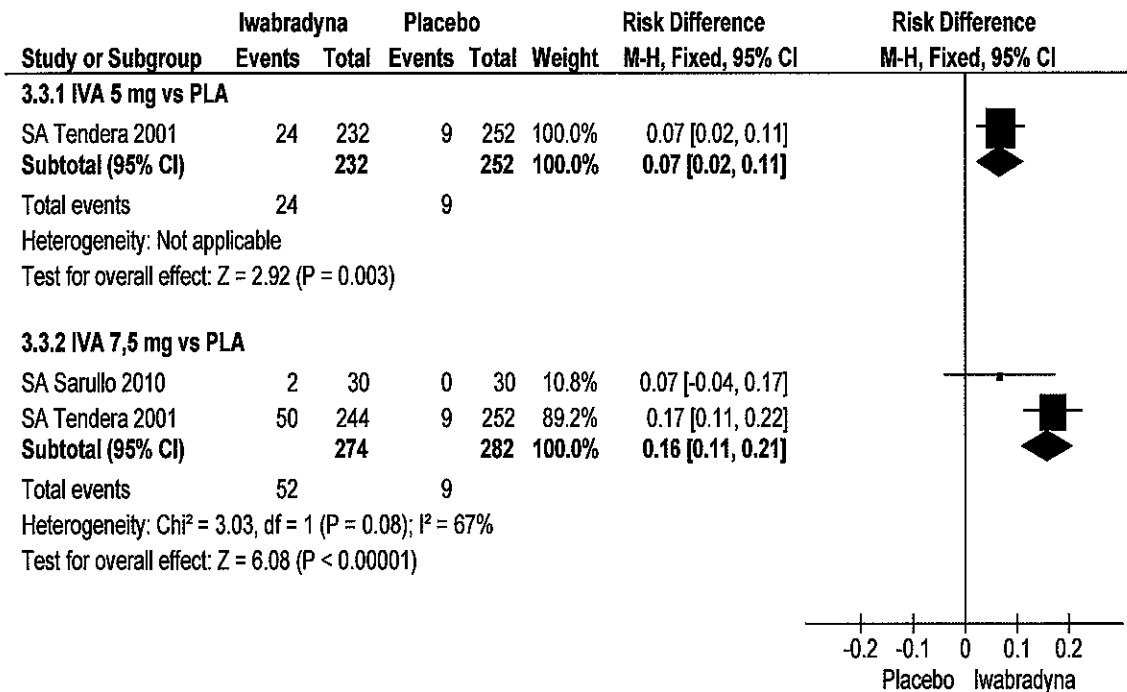 Iwabradyna Placebo Risk Difference Risk Difference
Study or Subgroup Events Total Events Total Weight M-H, Fixed, 95% CI M-H, Fixed, 95% CI
3.3.1 IVA 5 mg vs PLA
SA Tendera 2001 24 232 9 252 100.0% 0.07 [0.02, 0.11]
Subtotal (95% CI) 232 252 100.0% 0.07 [0.02, 0.11]
Total events 24 9
Heterogeneity: Not applicable
Test for overall effect: Z = 2.92 (P = 0.003)
3.3.2 IVA 7,5 mg vs PLA
SA Sarullo 2010 2 30 0 30 10.8% 0.07 [-0.04, 0.17]
SA Tendera 2001 50 244 9 252 89.2% 0.17 [0.11, 0.22]
Subtotal (95% CI) 274 282 100.0% 0.16 [0.11, 0.21]
Total events 52 9
Heterogeneity: Chi² = 3.03, df = 1 (P = 0.08); I² = 67%
Test for overall effect: Z = 6.08 (P < 0.00001)
-0.2 -0.1 0 0.1 0.2
Placebo Iwabradyna